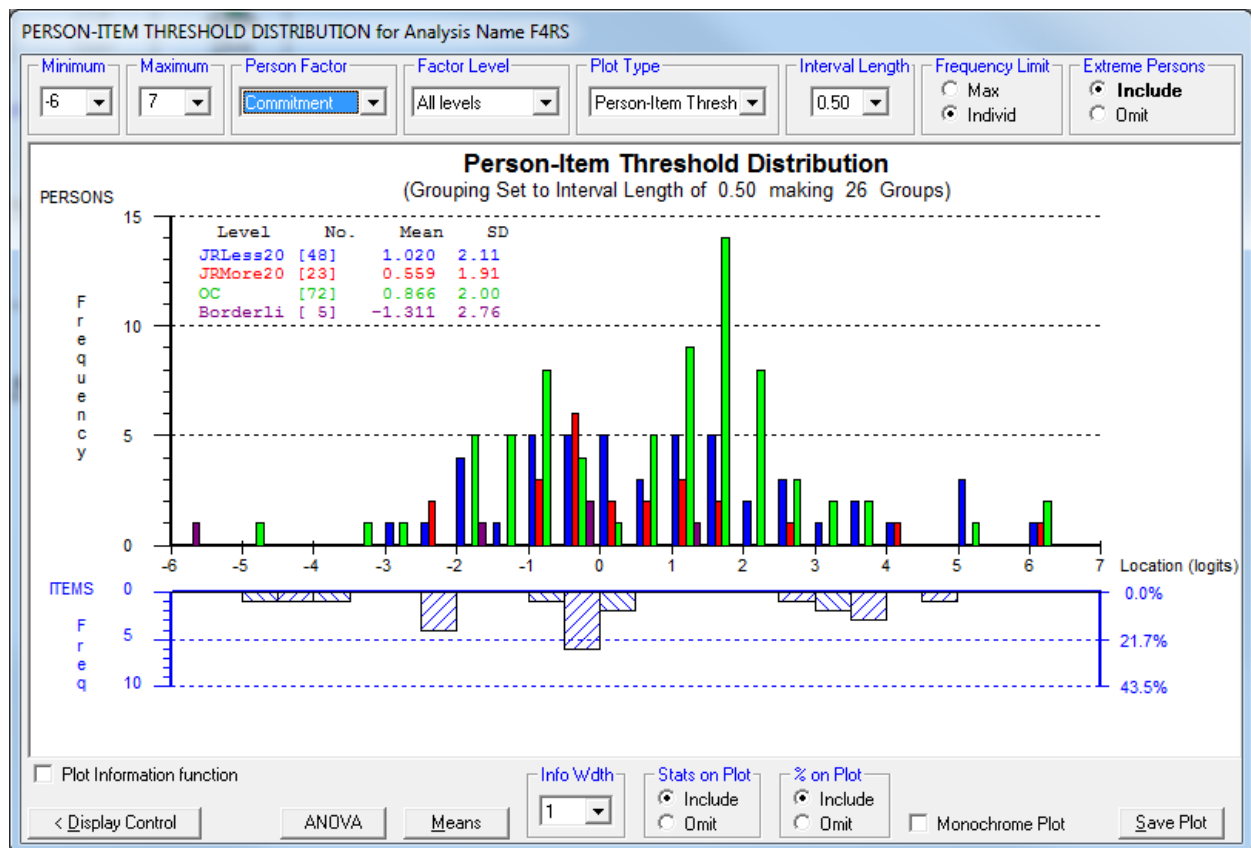 PERSON-ITEM THRESHOLD DISTRIBUTION for Analysis Name F4RS
Minimum Maximum Person Factor Factor Level Plot Type Interval Length Frequency Limit Extreme Persons
-6 7 Commitment All levels Person-Item Thresh 0.50 Max Include
Individ Omit
Person-Item Threshold Distribution
(Grouping Set to Interval Length of 0.50 making 26 Groups)
PERSONS
15
Level No. Mean SD
JRLess20 [48] 1.020 2.11
JRMore20 [23] 0.559 1.91
OC [72] 0.866 2.00
Borderli [ 5] -1.311 2.76
Frequency
10
5
0
-6 -5 -4 -3 -2 -1 0 1 2 3 4 5 6 7 Location (logits)
ITEMS 0 0.0%
Freq
5 21.7%
10 43.5%
Plot Information function
Info Wdth Stats on Plot % on Plot
1 Include Include
Omit Omit
< Display Control ANOVA Means Monochrome Plot Save Plot